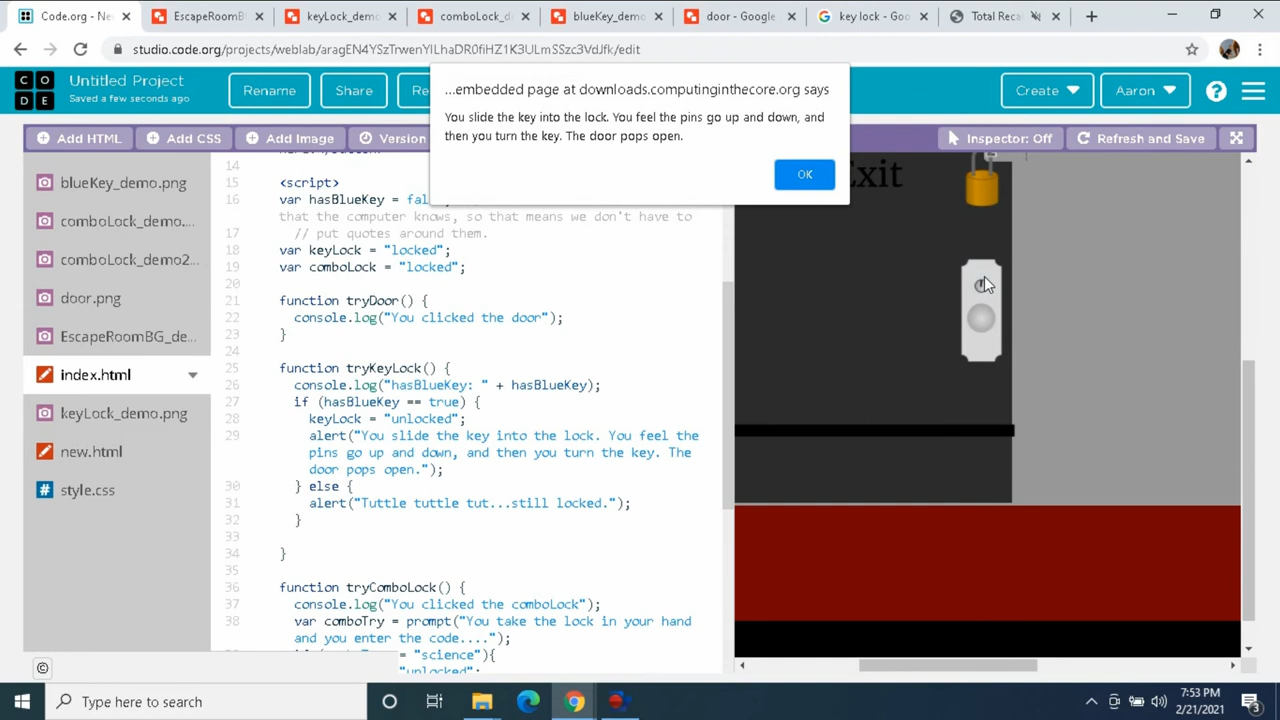 Code.org - Ne
EscapeRoomB
keyLock_demo
comboLock_d
blueKey_demo
door - Google
key lock - Goo
Total Reca
studio.code.org/projects/weblab/aragEN4YSzTrwenYILhaDR0fiHZ1K3ULmSSzc3VdJfk/edit
C O D E
Untitled Project
Saved a few seconds ago
Rename
Share
Re
Create
Aaron
...embedded page at downloads.computinginthecore.org says
You slide the key into the lock. You feel the pins go up and down, and
then you turn the key. The door pops open.
OK
Add HTML
Add CSS
Add Image
Version
Inspector: Off
Refresh and Save
blueKey_demo.png
comboLock_demo....
comboLock_demo2...
door.png
EscapeRoomBG_de...
index.html
keyLock_demo.png
new.html
style.css
14
15 <script>
16 var hasBlueKey =
that the computer knows, so that means we don't have to
17 // put quotes around them.
18 var keyLock = "locked";
19 var comboLock = "locked";
20
21 function tryDoor() {
22 console.log("You clicked the door");
23 }
24
25 function tryKeyLock() {
26 console.log("hasBlueKey: " + hasBlueKey);
27 if (hasBlueKey == true) {
28 keyLock = "unlocked";
29 alert("You slide the key into the lock. You feel the
pins go up and down, and then you turn the key. The
door pops open.");
30 } else {
31 alert("Tuttle tuttle tut...still locked.");
32 }
33
34 }
35
36 function tryComboLock() {
37 console.log("You clicked the comboLock");
38 var comboTry = prompt("You take the lock in your hand
and you enter the code....");
"science"){
"unlocked";
Exit
Type here to search
7:53 PM
2/21/2021
3